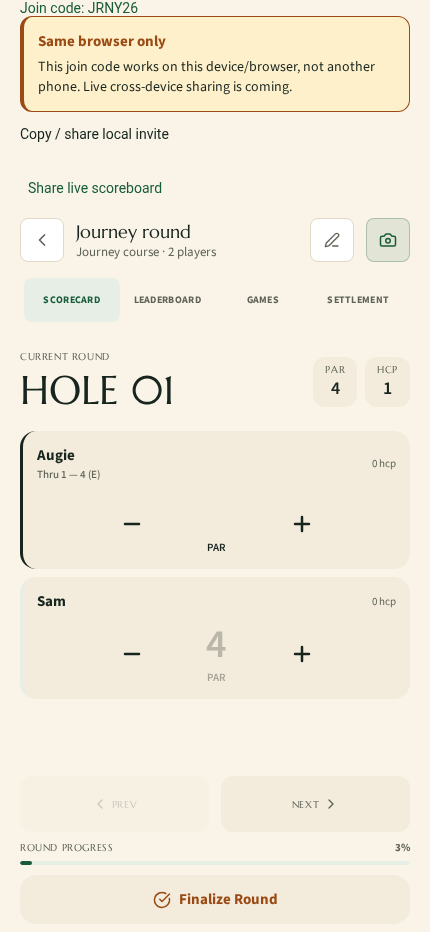 Join code: JRNY26
Same browser only
This join code works on this device/browser, not another
phone. Live cross-device sharing is coming.
Copy / share local invite
Share live scoreboard
Journey round
Journey course · 2 players
SCORECARD LEADERBOARD GAMES SETTLEMENT
CURRENT ROUND
HOLE 01
PAR
4
HCP
1
Augie
0 hcp
Thru 1 — 4 (E)
− +
PAR
Sam
0 hcp
− 4 +
PAR
PREV
NEXT
ROUND PROGRESS 3%
Finalize Round